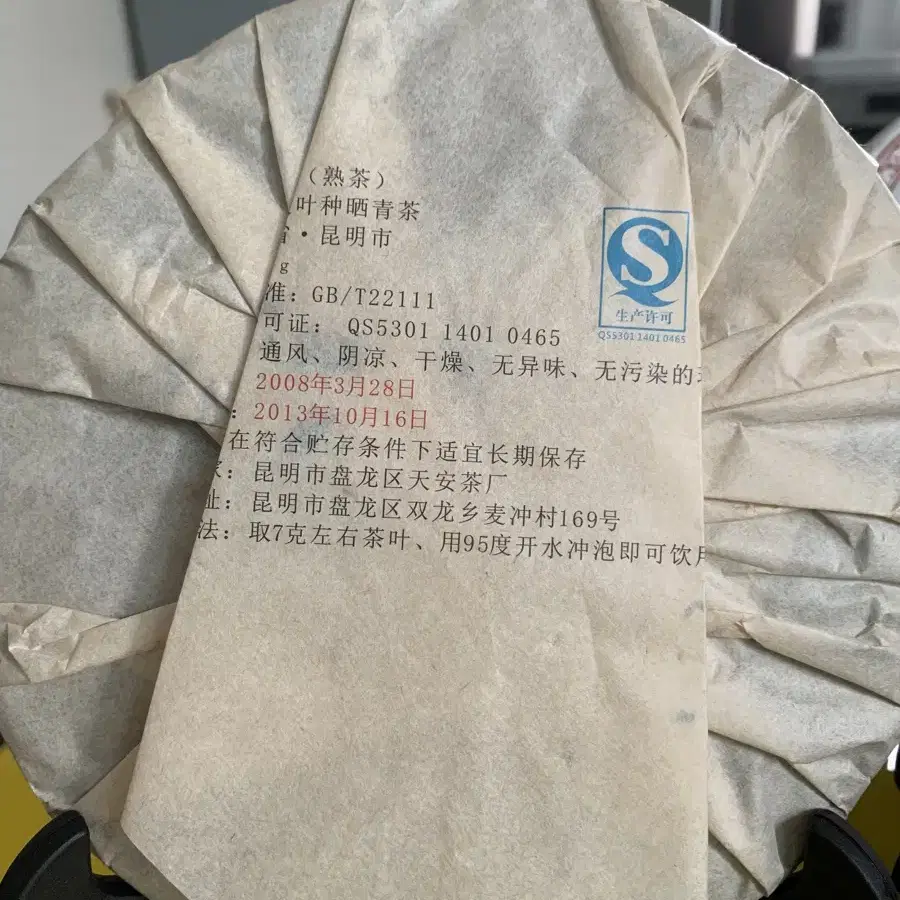 （熟茶）
叶种晒青茶
省·昆明市
g
准：GB/T22111
可证： QS5301 1401 0465
通风、阴凉、干燥、无异味、无污染的
2008年3月28日
：2013年10月16日
在符合贮存条件下适宜长期保存
家：昆明市盘龙区天安茶厂
址：昆明市盘龙区双龙乡麦冲村169号
法：取7克左右茶叶、用95度开水冲泡即可饮用
生产许可
QS5301 1401 0465